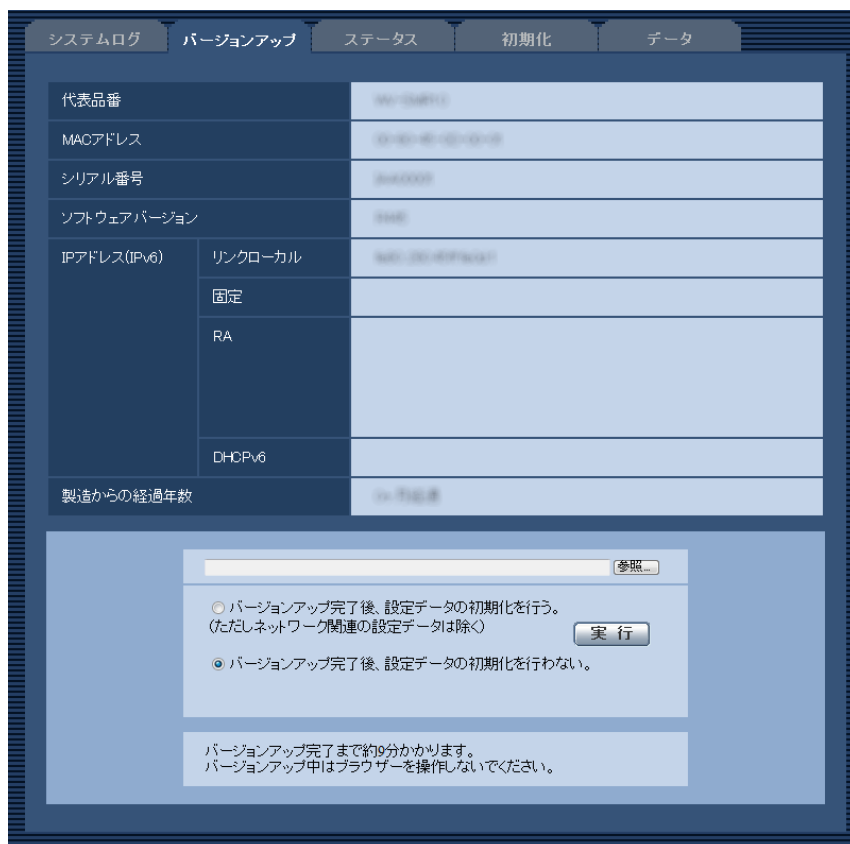 システムログ
バージョンアップ
ステータス
初期化
データ
代表品番
MACアドレス
シリアル番号
ソフトウェアバージョン
IPアドレス(IPv6)
リンクローカル
固定
RA
DHCPv6
製造からの経過年数
参照...
バージョンアップ完了後、設定データの初期化を行う。
(ただしネットワーク関連の設定データは除く)
実 行
バージョンアップ完了後、設定データの初期化を行わない。
バージョンアップ完了まで約9分かかります。
バージョンアップ中はブラウザーを操作しないでください。